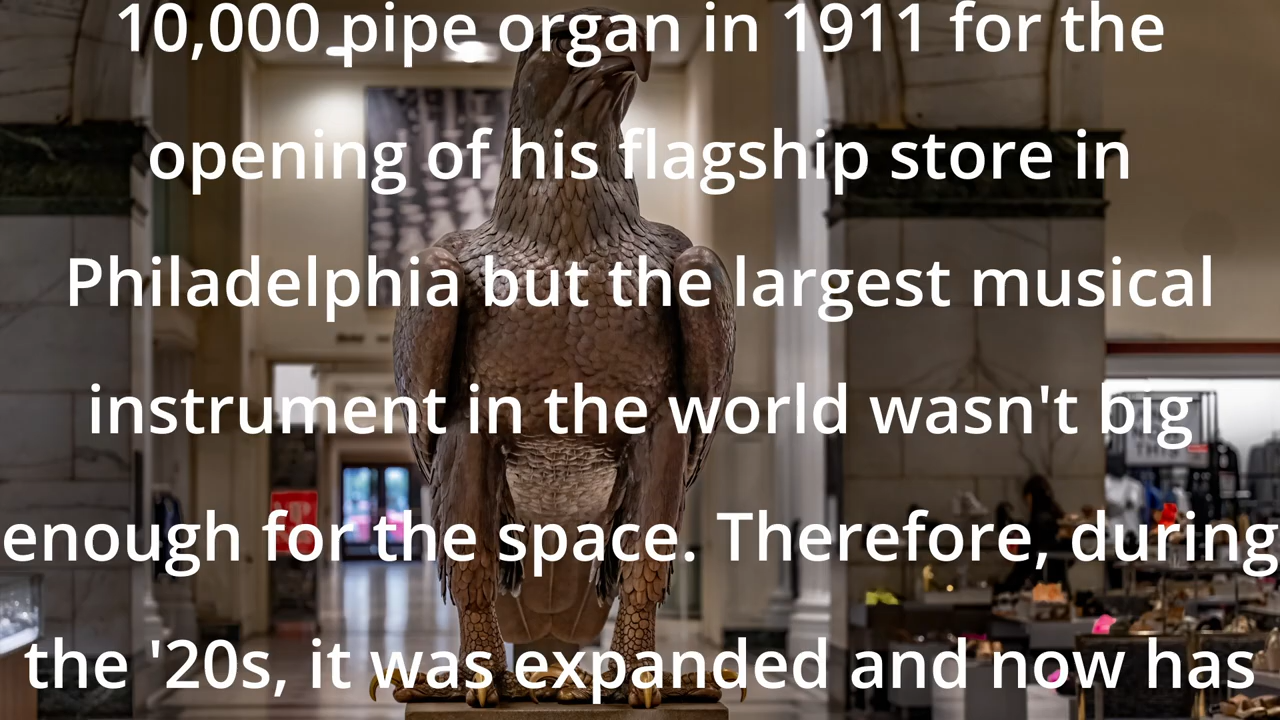 10,000 pipe organ in 1911 for the
opening of his flagship store in
Philadelphia but the largest musical
instrument in the world wasn't big
enough for the space. Therefore, during
the '20s, it was expanded and now has